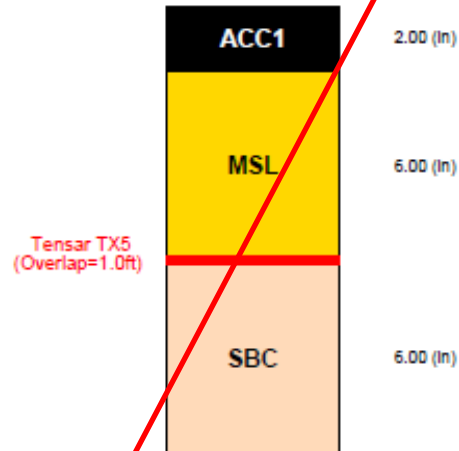 ACC1
2.00 (in)
MSL
6.00 (in)
Tensar TX5
(Overlap=1.0ft)
SBC
6.00 (in)